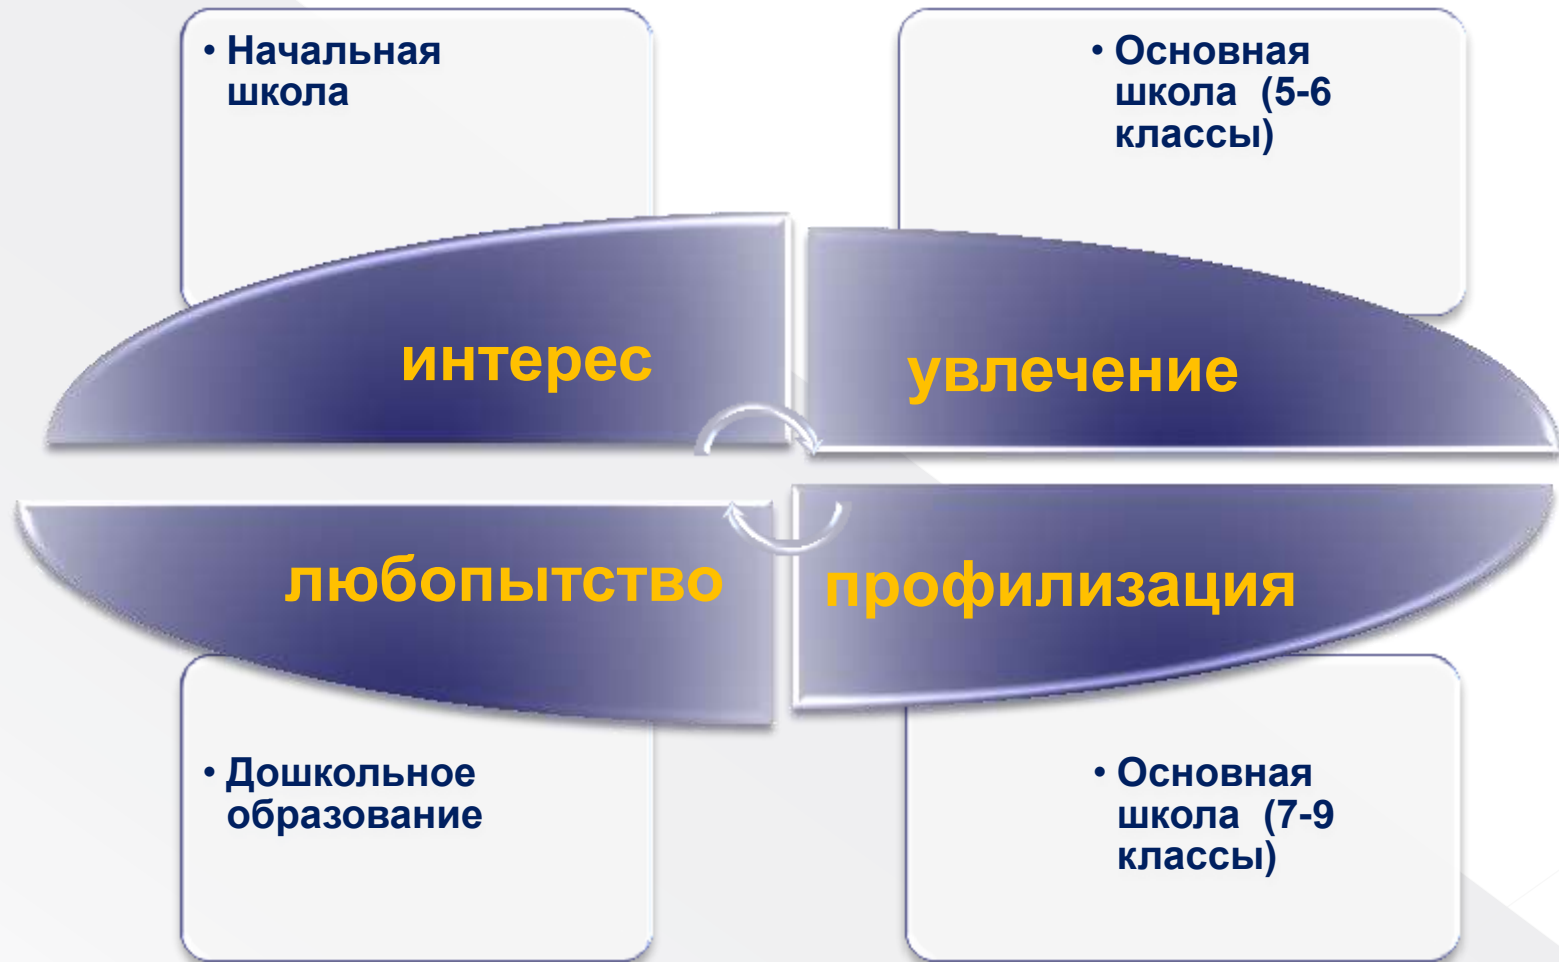 • Начальная
школа
• Основная
школа (5-6
классы)
интерес
увлечение
любопытство
профилизация
• Дошкольное
образование
• Основная
школа (7-9
классы)